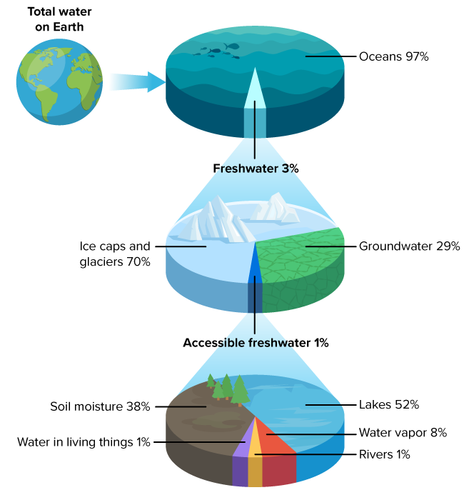 Total water
on Earth
Oceans 97%
Freshwater 3%
Ice caps and
glaciers 70%
Groundwater 29%
Accessible freshwater 1%
Soil moisture 38%
Lakes 52%
Water vapor 8%
Water in living things 1%
Rivers 1%